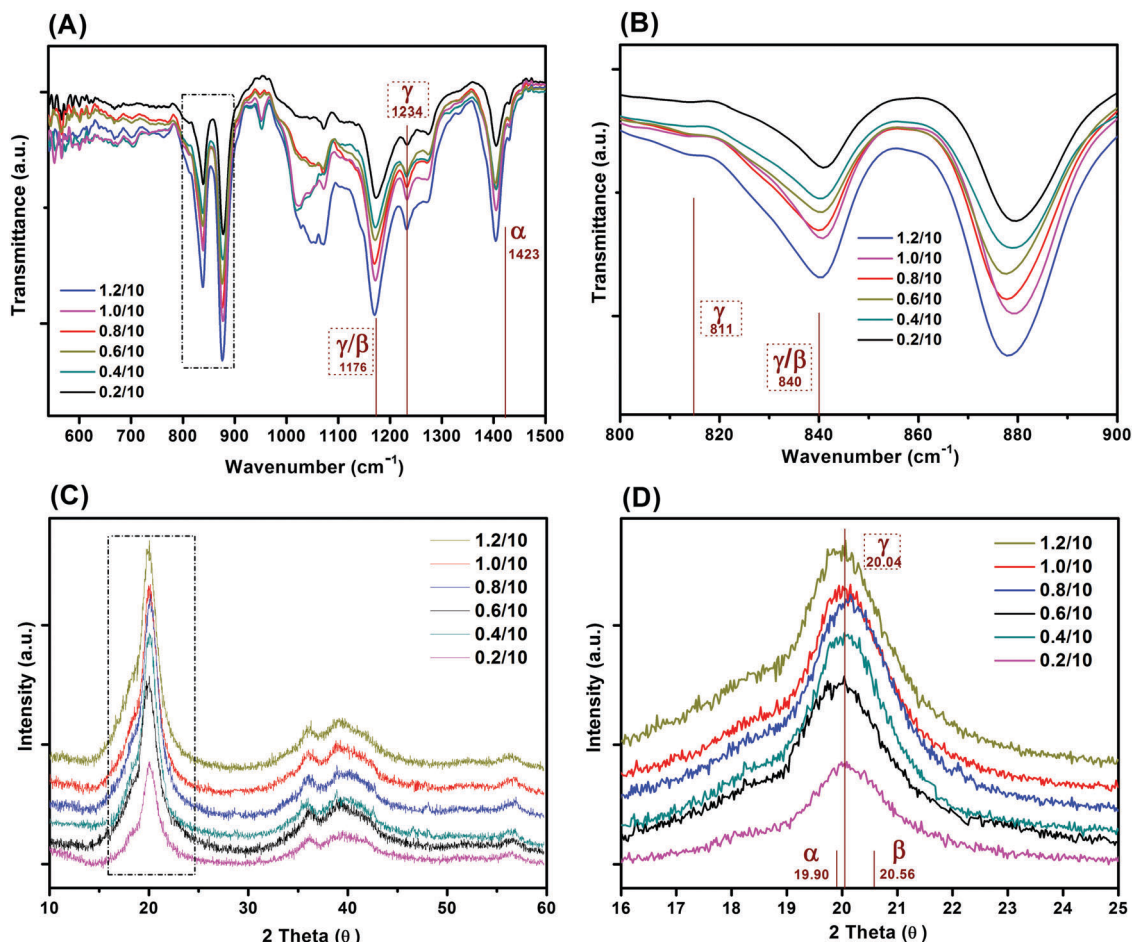 (A)
Transmittance (a.u.)
γ
1234
α
1423
γ/β
1176
1.2/10
1.0/10
0.8/10
0.6/10
0.4/10
0.2/10
600 700 800 900 1000 1100 1200 1300 1400 1500
Wavenumber (cm⁻¹)
(B)
Transmittance (a.u.)
γ
811
γ/β
840
1.2/10
1.0/10
0.8/10
0.6/10
0.4/10
0.2/10
800 820 840 860 880 900
Wavenumber (cm⁻¹)
(C)
Intensity (a.u.)
1.2/10
1.0/10
0.8/10
0.6/10
0.4/10
0.2/10
10 20 30 40 50 60
2 Theta (θ)
(D)
Intensity (a.u.)
γ
20.04
1.2/10
1.0/10
0.8/10
0.6/10
0.4/10
0.2/10
α
19.90
β
20.56
16 17 18 19 20 21 22 23 24 25
2 Theta (θ)